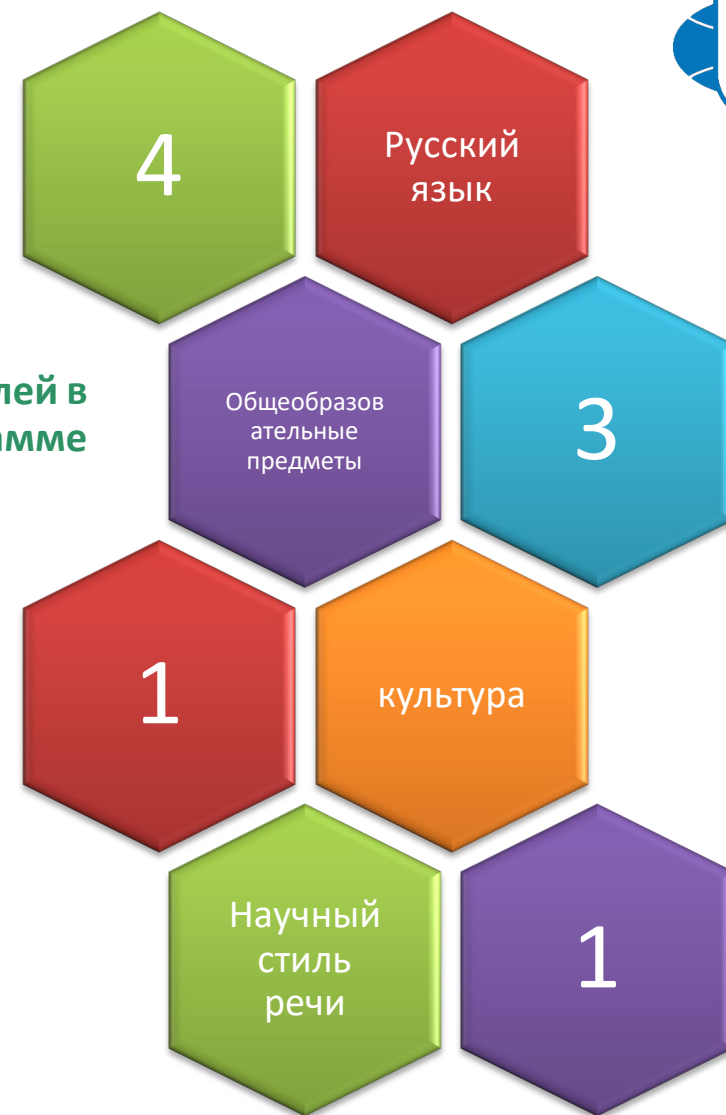 4
Русский
язык
лей в
амме
Общеобразов
ательные
предметы
3
1
культура
Научный
стиль
речи
1